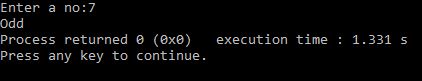 Enter a no:7
Odd
Process returned 0 (0x0)   execution time : 1.331 s
Press any key to continue.